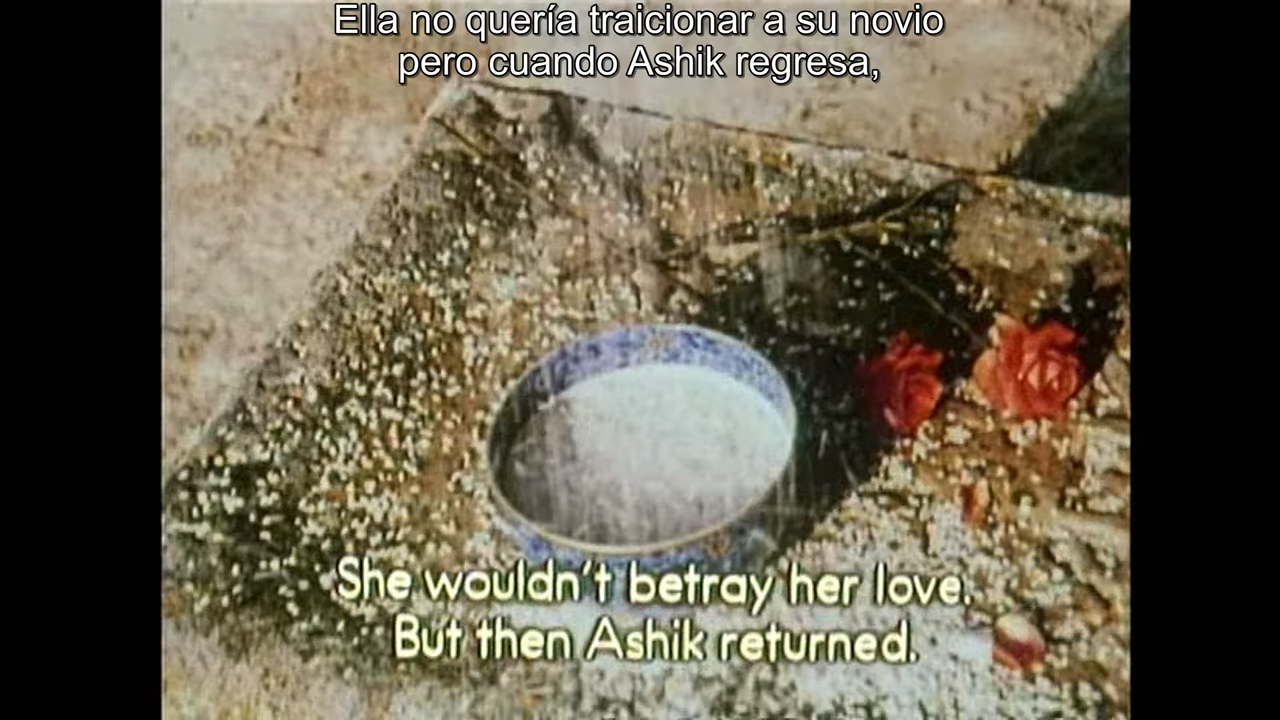 Ella no quería traicionar a su novio
pero cuando Ashik regresa,
She wouldn't betray her love.
But then Ashik returned.